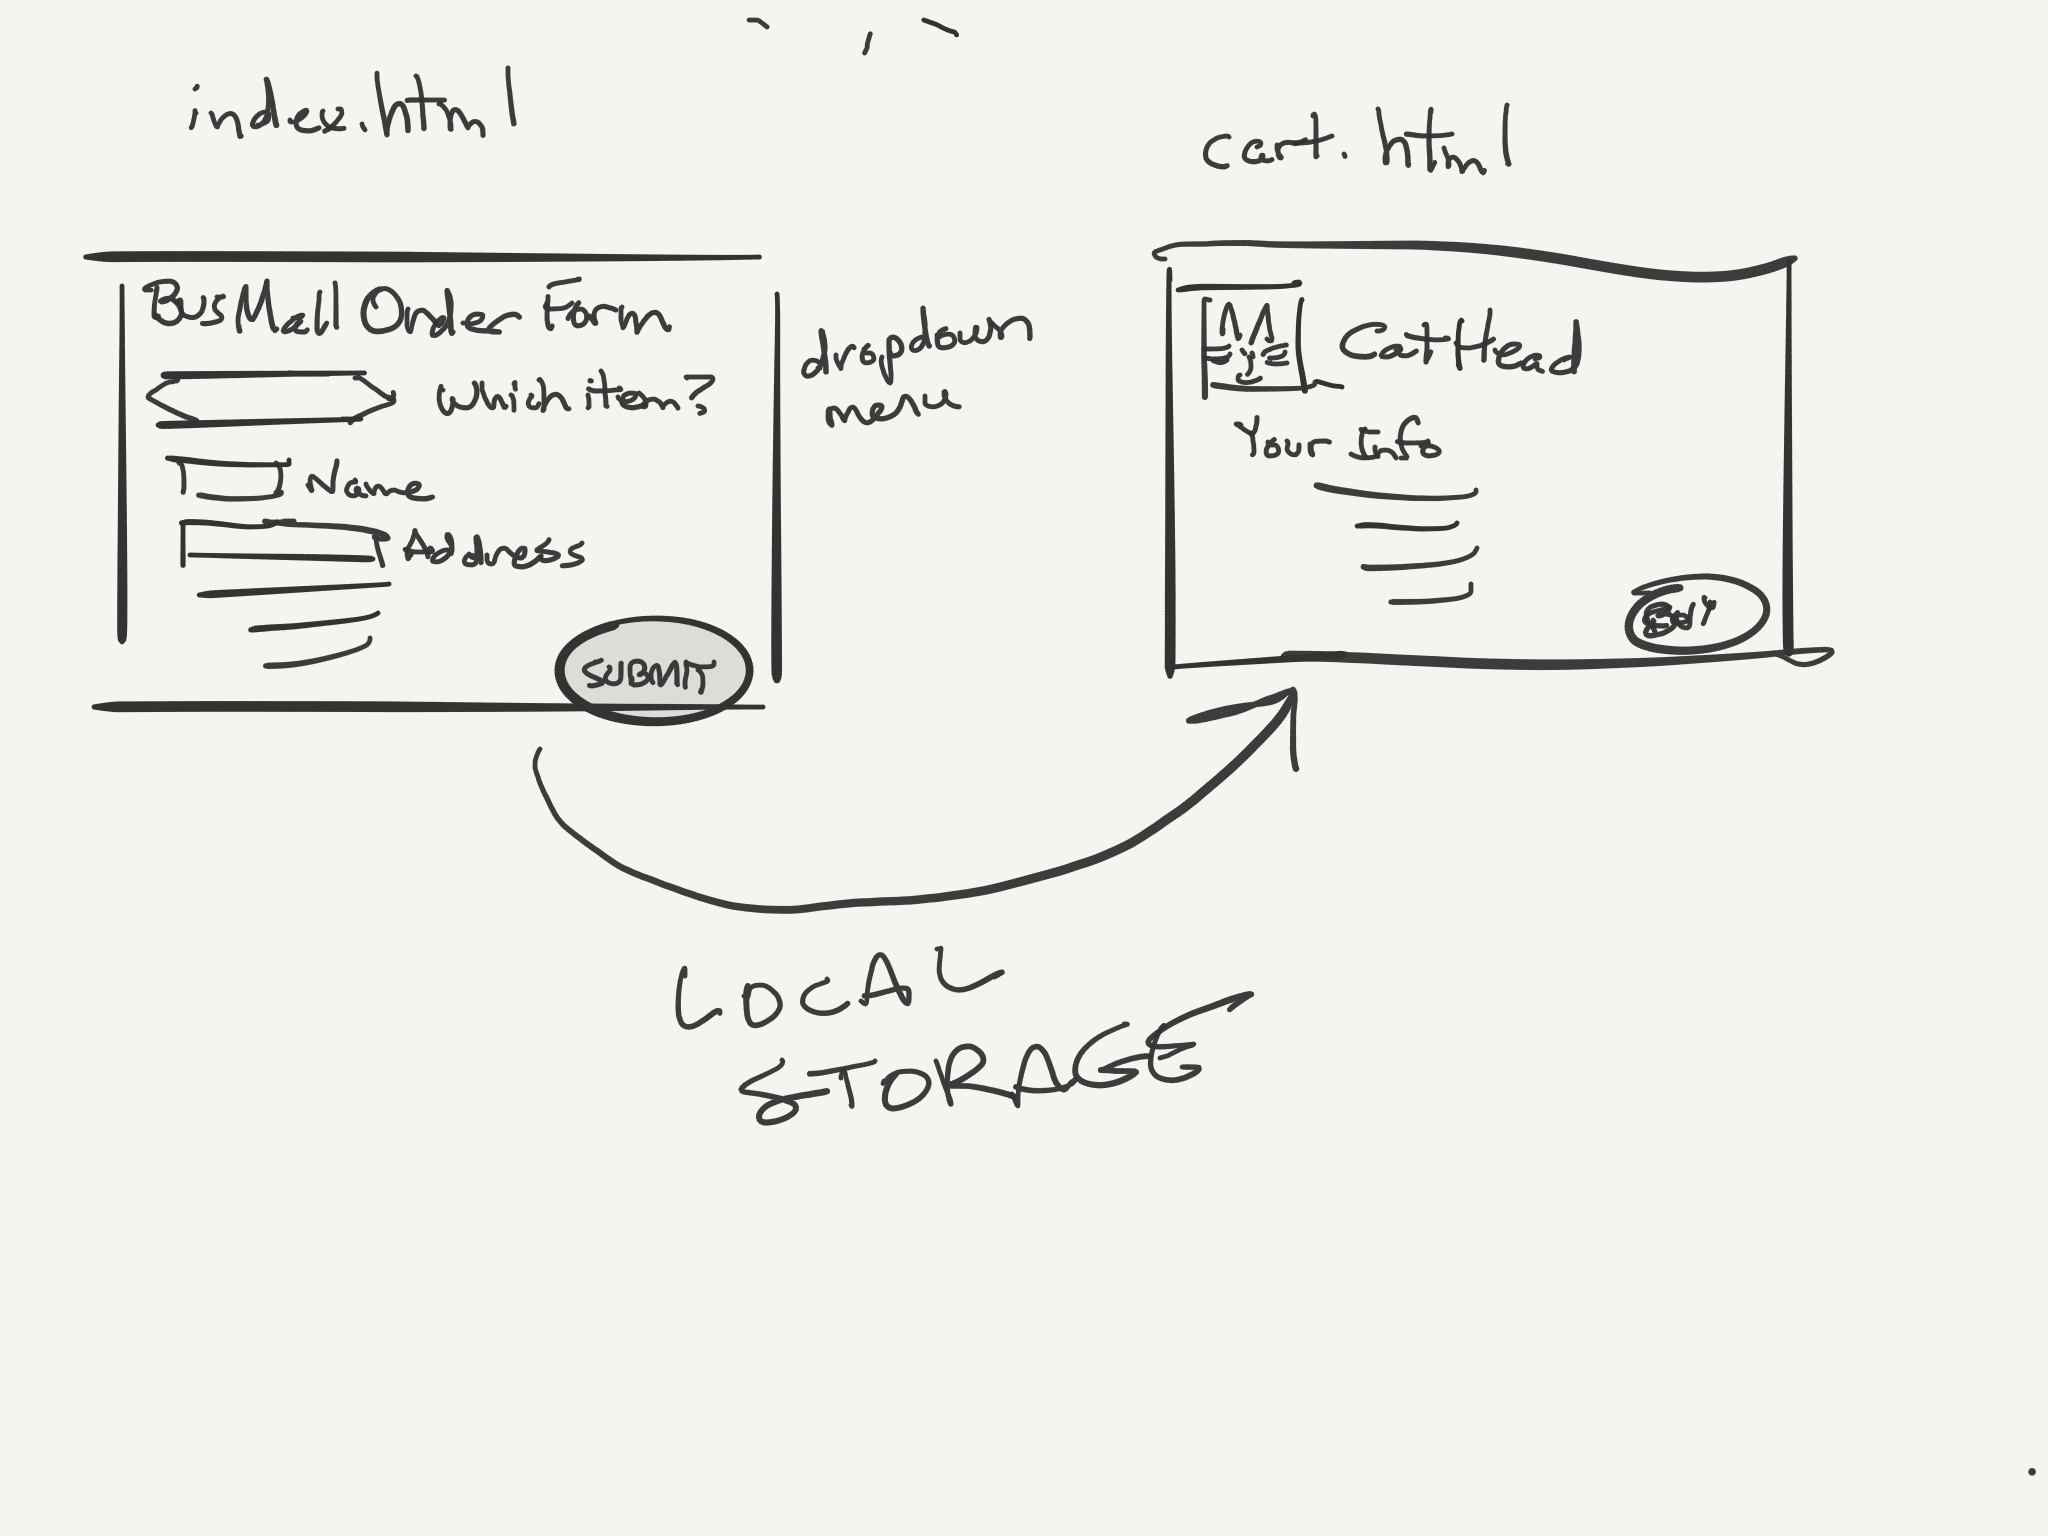 index.html
cart.html
BusMall Order Form
Which item?
dropdown
menu
Name
Address
SUBMIT
CatHead
Your Info
BUY
LOCAL
STORAGE